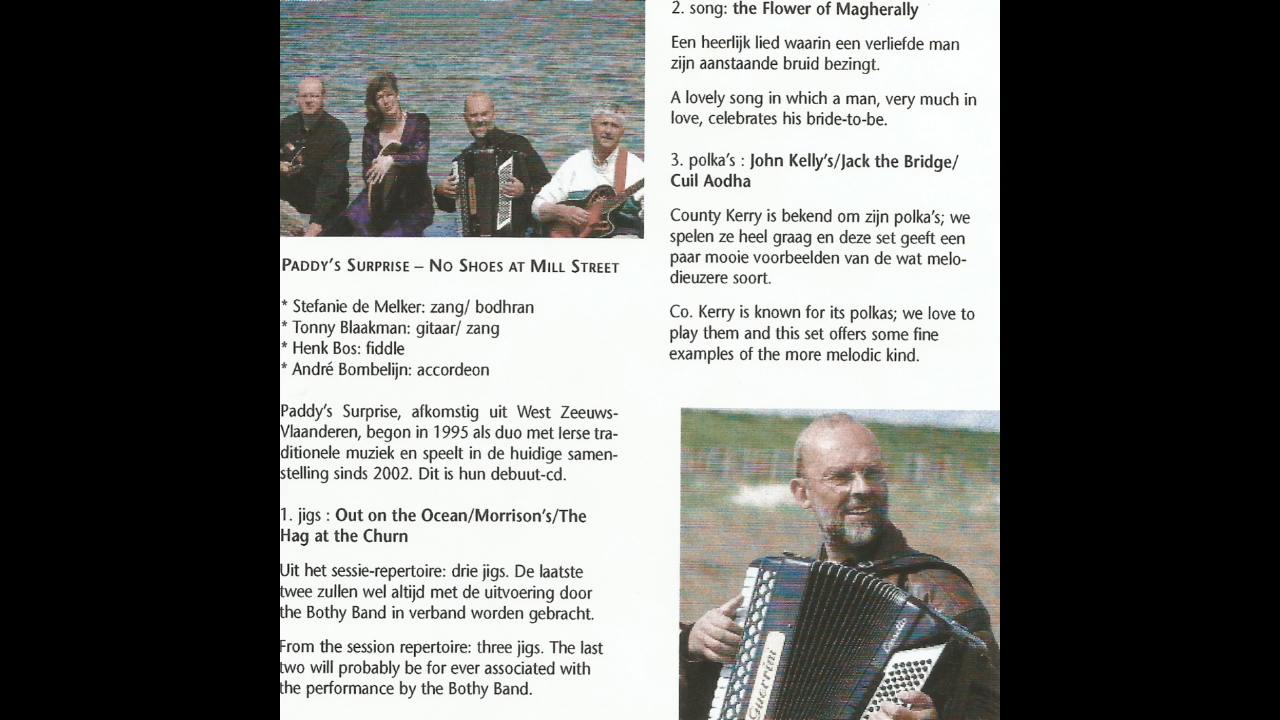 PADDY'S SURPRISE – NO SHOES AT MILL STREET
* Stefanie de Melker: zang/ bodhran
* Tonny Blaakman: gitaar/ zang
* Henk Bos: fiddle
* André Bombelijn: accordeon
Paddy's Surprise, afkomstig uit West Zeeuws-
Vlaanderen, begon in 1995 als duo met Ierse tra-
ditionele muziek en speelt in de huidige samen-
stelling sinds 2002. Dit is hun debuut-cd.
1. jigs : Out on the Ocean/Morrison's/The
Hag at the Churn
Uit het sessie-repertoire: drie jigs. De laatste
twee zullen wel altijd met de uitvoering door
the Bothy Band in verband worden gebracht.
From the session repertoire: three jigs. The last
two will probably be for ever associated with
the performance by the Bothy Band.
2. song: the Flower of Magherally
Een heerlijk lied waarin een verliefde man
zijn aanstaande bruid bezingt.
A lovely song in which a man, very much in
love, celebrates his bride-to-be.
3. polka's : John Kelly's/Jack the Bridge/
Cuil Aodha
County Kerry is bekend om zijn polka's; we
spelen ze heel graag en deze set geeft een
paar mooie voorbeelden van de wat melo-
dieuzere soort.
Co. Kerry is known for its polkas; we love to
play them and this set offers some fine
examples of the more melodic kind.
Guerrini